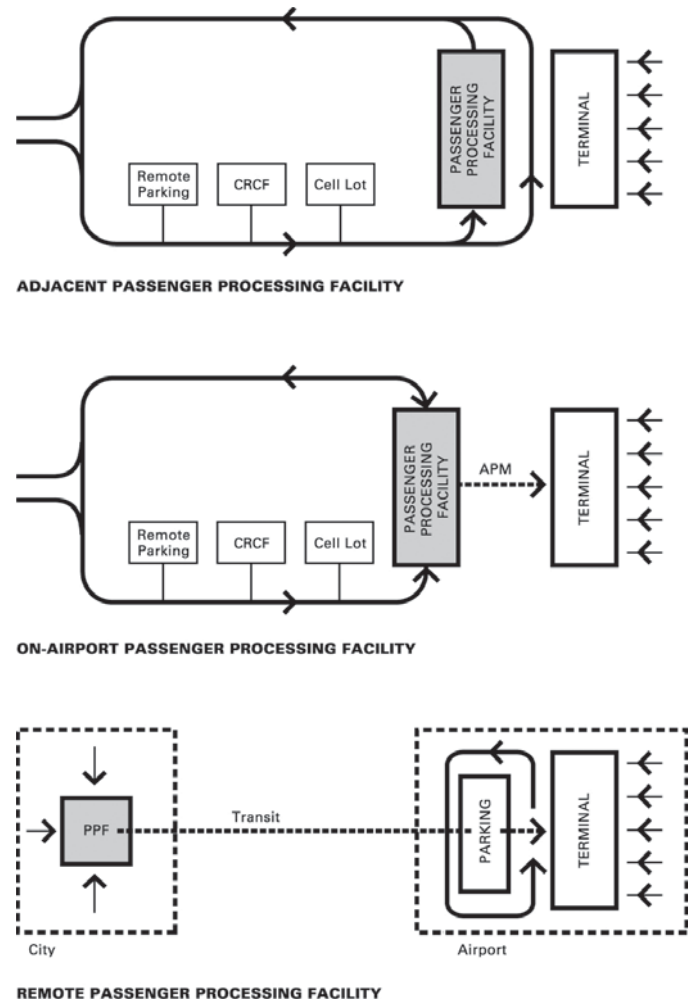 Remote
Parking
CRCF
Cell Lot
PASSENGER
PROCESSING
FACILITY
TERMINAL
ADJACENT PASSENGER PROCESSING FACILITY
Remote
Parking
CRCF
Cell Lot
PASSENGER
PROCESSING
FACILITY
APM
TERMINAL
ON-AIRPORT PASSENGER PROCESSING FACILITY
PPF
Transit
PARKING
TERMINAL
City
Airport
REMOTE PASSENGER PROCESSING FACILITY